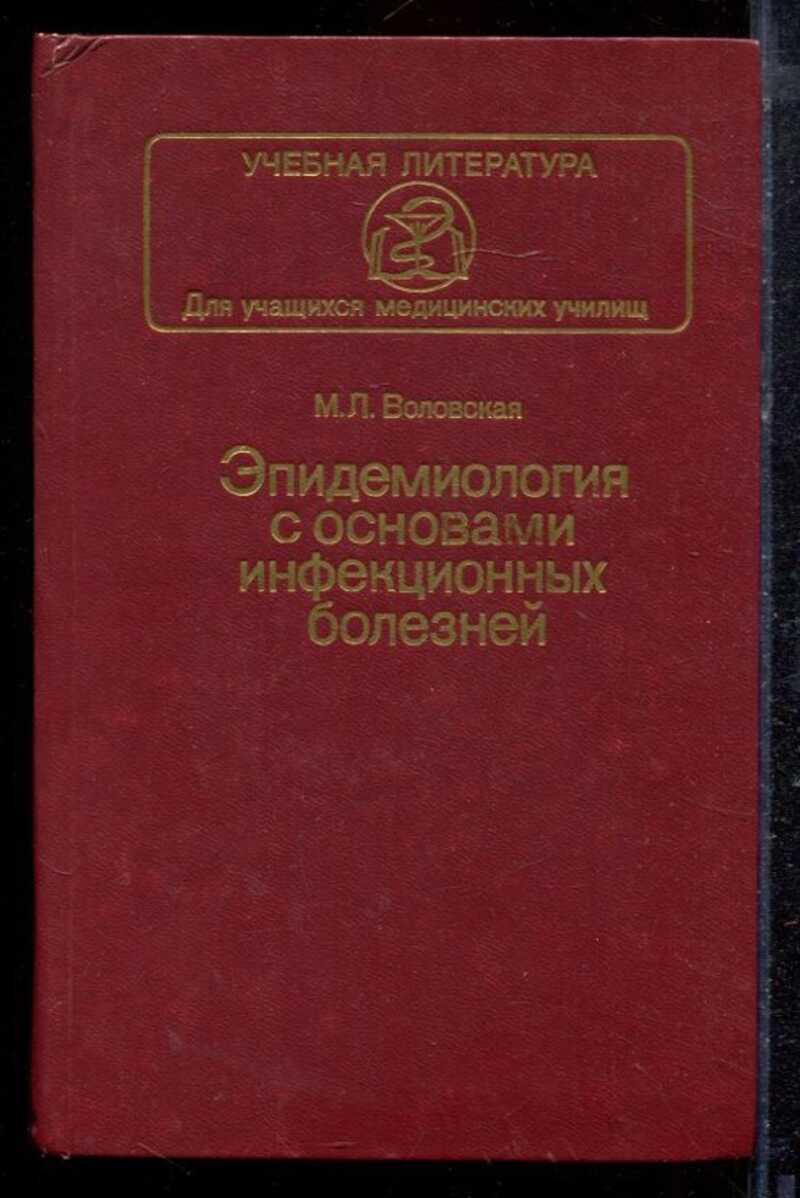 УЧЕБНАЯ ЛИТЕРАТУРА
Для учащихся медицинских училищ
М.Л. Воловская
Эпидемиология
с основами
инфекционных
болезней